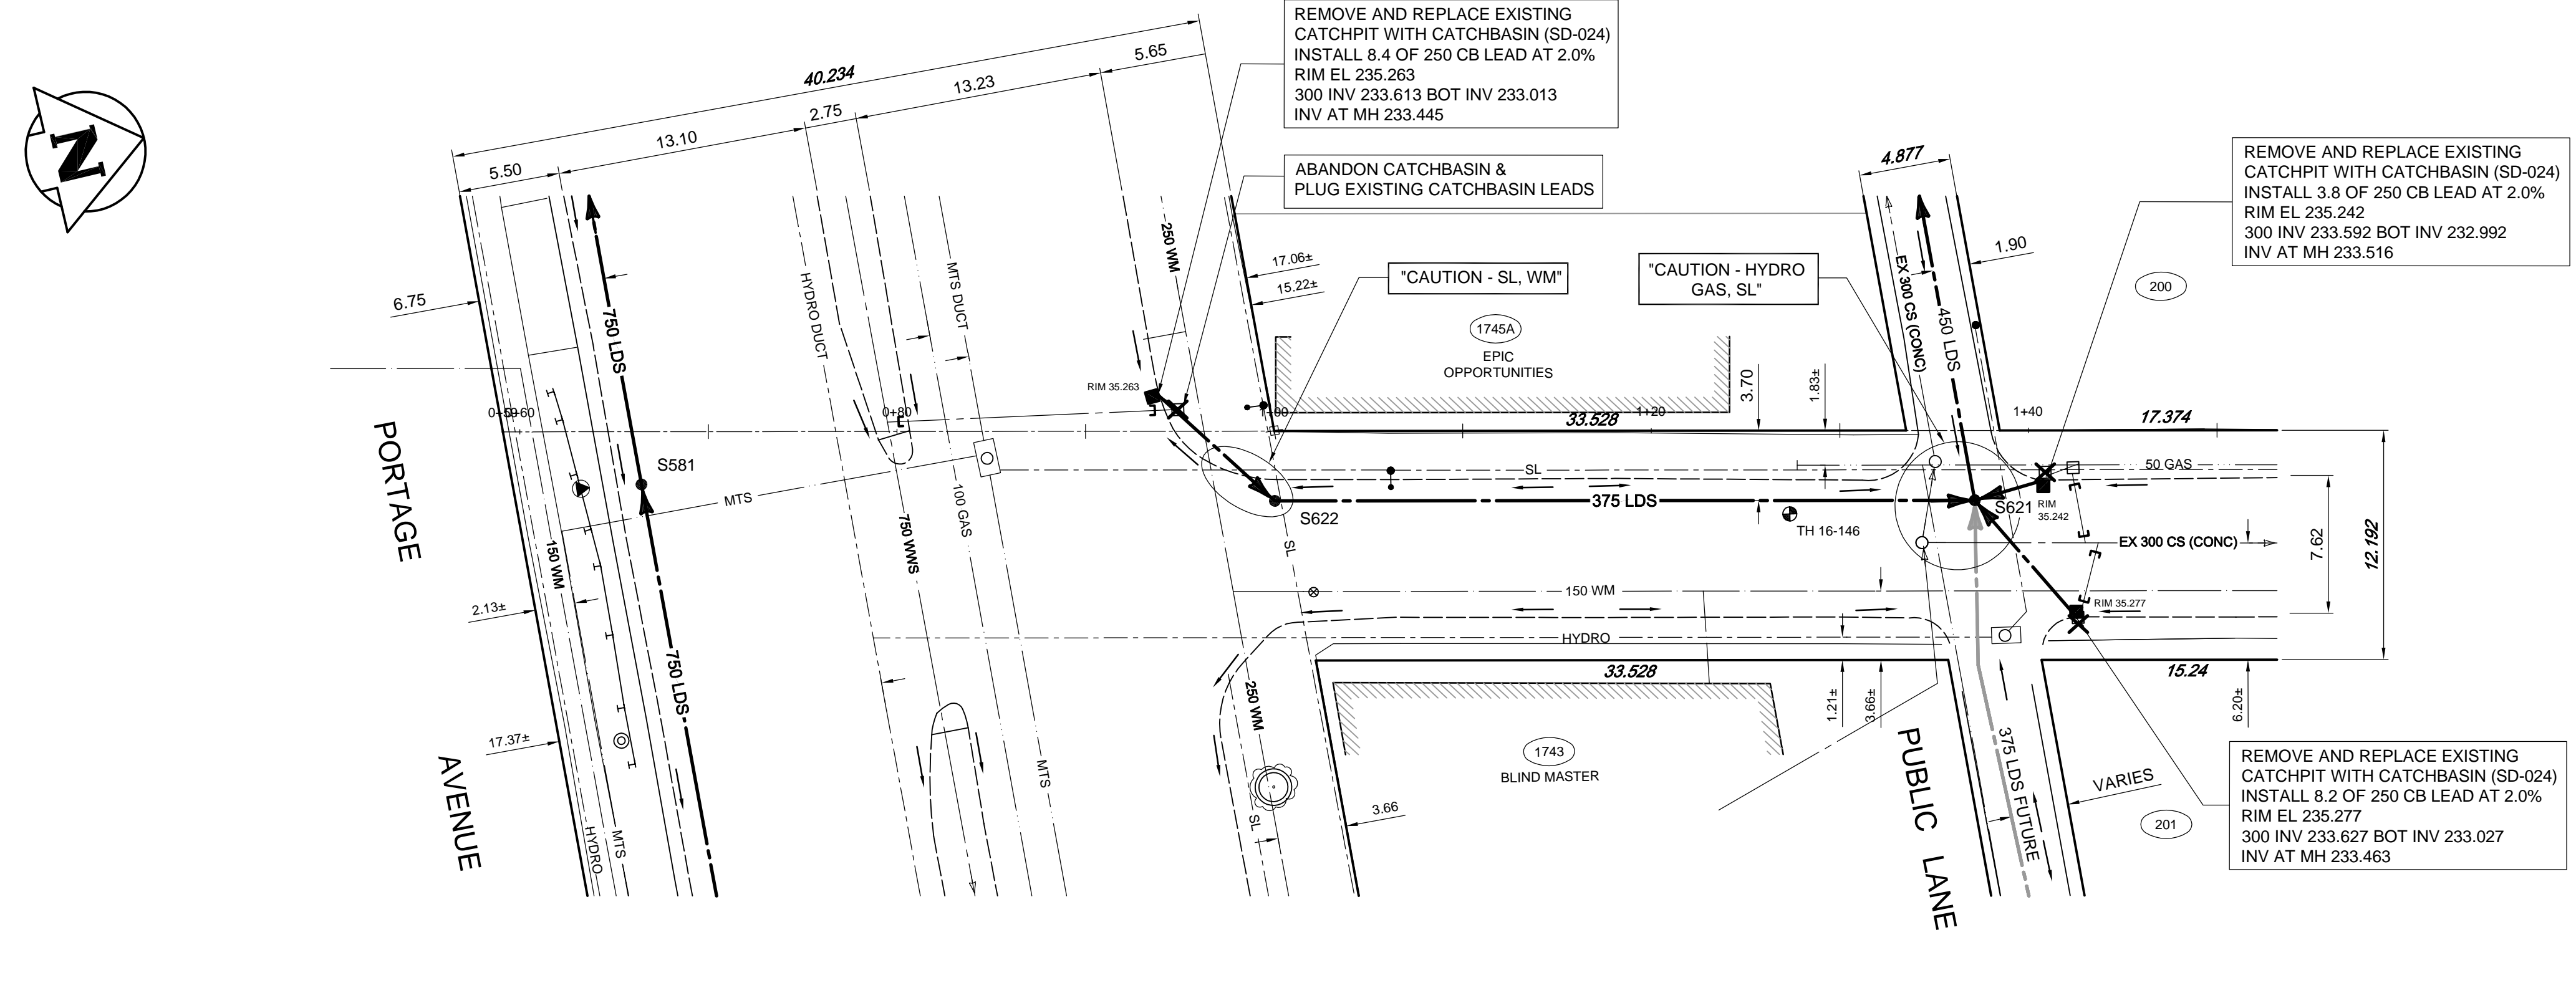 REMOVE AND REPLACE EXISTING
CATCHPIT WITH CATCHBASIN (SD-024)
INSTALL 8.4 OF 250 CB LEAD AT 2.0%
RIM EL 235.263
300 INV 233.613 BOT INV 233.013
INV AT MH 233.445
ABANDON CATCHBASIN &
PLUG EXISTING CATCHBASIN LEADS
REMOVE AND REPLACE EXISTING
CATCHPIT WITH CATCHBASIN (SD-024)
INSTALL 3.8 OF 250 CB LEAD AT 2.0%
RIM EL 235.242
300 INV 233.592 BOT INV 232.992
INV AT MH 233.516
N
40.234
5.65
13.23
2.75
13.10
5.50
4.877
1.90
6.75
17.06±
15.22±
"CAUTION - SL, WM"
"CAUTION - HYDRO
GAS, SL"
200
1745A
EPIC
OPPORTUNITIES
750 LDS
HYDRO DUCT
MTS DUCT
250 WM
EX 300 CS (CONC)
450 LDS
RIM 35.263
3.70
1.83±
0+60
0+80
1+00
1+20
1+40
33.528
17.374
PORTAGE
AVENUE
S581
MTS
SL
50 GAS
S622
375 LDS
S621
RIM
35.242
TH 16-146
EX 300 CS (CONC)
7.62
12.192
150 WM
750 WWS
100 GAS
SL
150 WM
RIM 35.277
2.13±
HYDRO
33.528
15.24
750 LDS
250 WM
1.21±
3.66±
6.20±
17.37±
1743
BLIND MASTER
MTS
3.66
SL
HYDRO
MTS
PUBLIC LANE
375 LDS FUTURE
VARIES
201
REMOVE AND REPLACE EXISTING
CATCHPIT WITH CATCHBASIN (SD-024)
INSTALL 8.2 OF 250 CB LEAD AT 2.0%
RIM EL 235.277
300 INV 233.627 BOT INV 233.027
INV AT MH 233.463